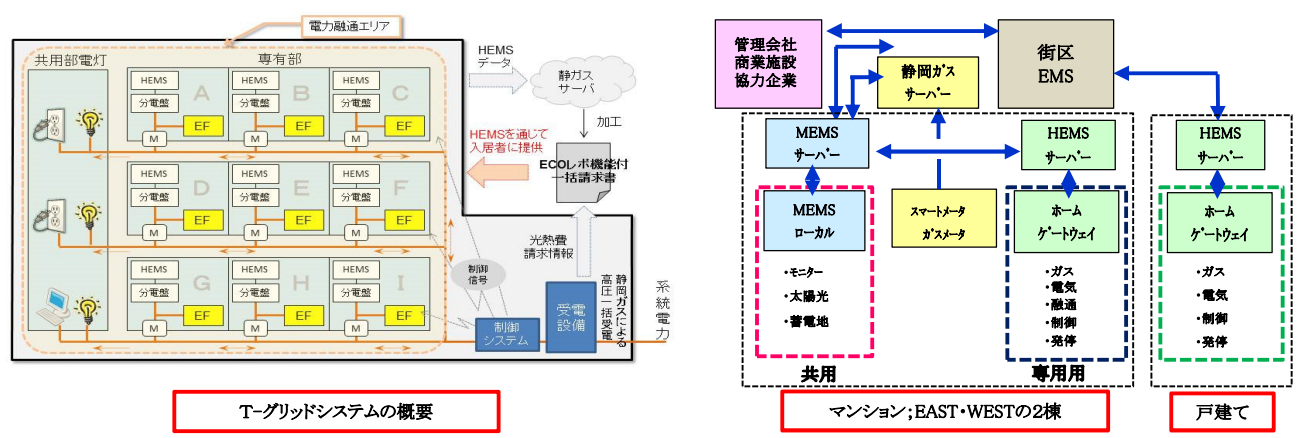 電力融通エリア
共用部電灯
専有部
HEMS
HEMS
HEMS
分電盤
分電盤
分電盤
A
B
C
EF
EF
EF
M
M
M
HEMS
HEMS
HEMS
分電盤
分電盤
分電盤
D
E
F
EF
EF
EF
M
M
M
HEMS
HEMS
HEMS
分電盤
分電盤
分電盤
G
H
I
EF
EF
EF
M
M
M
HEMS
データ
静ガス
サーバ
加工
HEMSを通じて
入居者に提供
ECOレポ機能付
一括請求書
光熱費
請求情報
制御
信号
制御
システム
受電
設備
静岡ガスによる
高圧一括受電
系統電力
T-グリッドシステムの概要
管理会社
商業施設
協力企業
静岡ガス
サーバー
街区
EMS
MEMS
サーバー
HEMS
サーバー
HEMS
サーバー
MEMS
ローカル
スマートメータ
ガスメータ
ホーム
ゲートウェイ
ホーム
ゲートウェイ
・モニター
・太陽光
・蓄電地
・ガス
・電気
・融通
・制御
・発停
・ガス
・電気
・制御
・発停
共用
専用用
マンション;EAST・WESTの2棟
戸建て